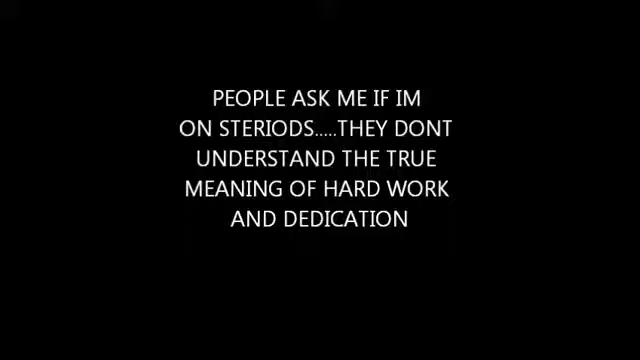 PEOPLE ASK ME IF IM
ON STERIODS.....THEY DONT
UNDERSTAND THE TRUE
MEANING OF HARD WORK
AND DEDICATION